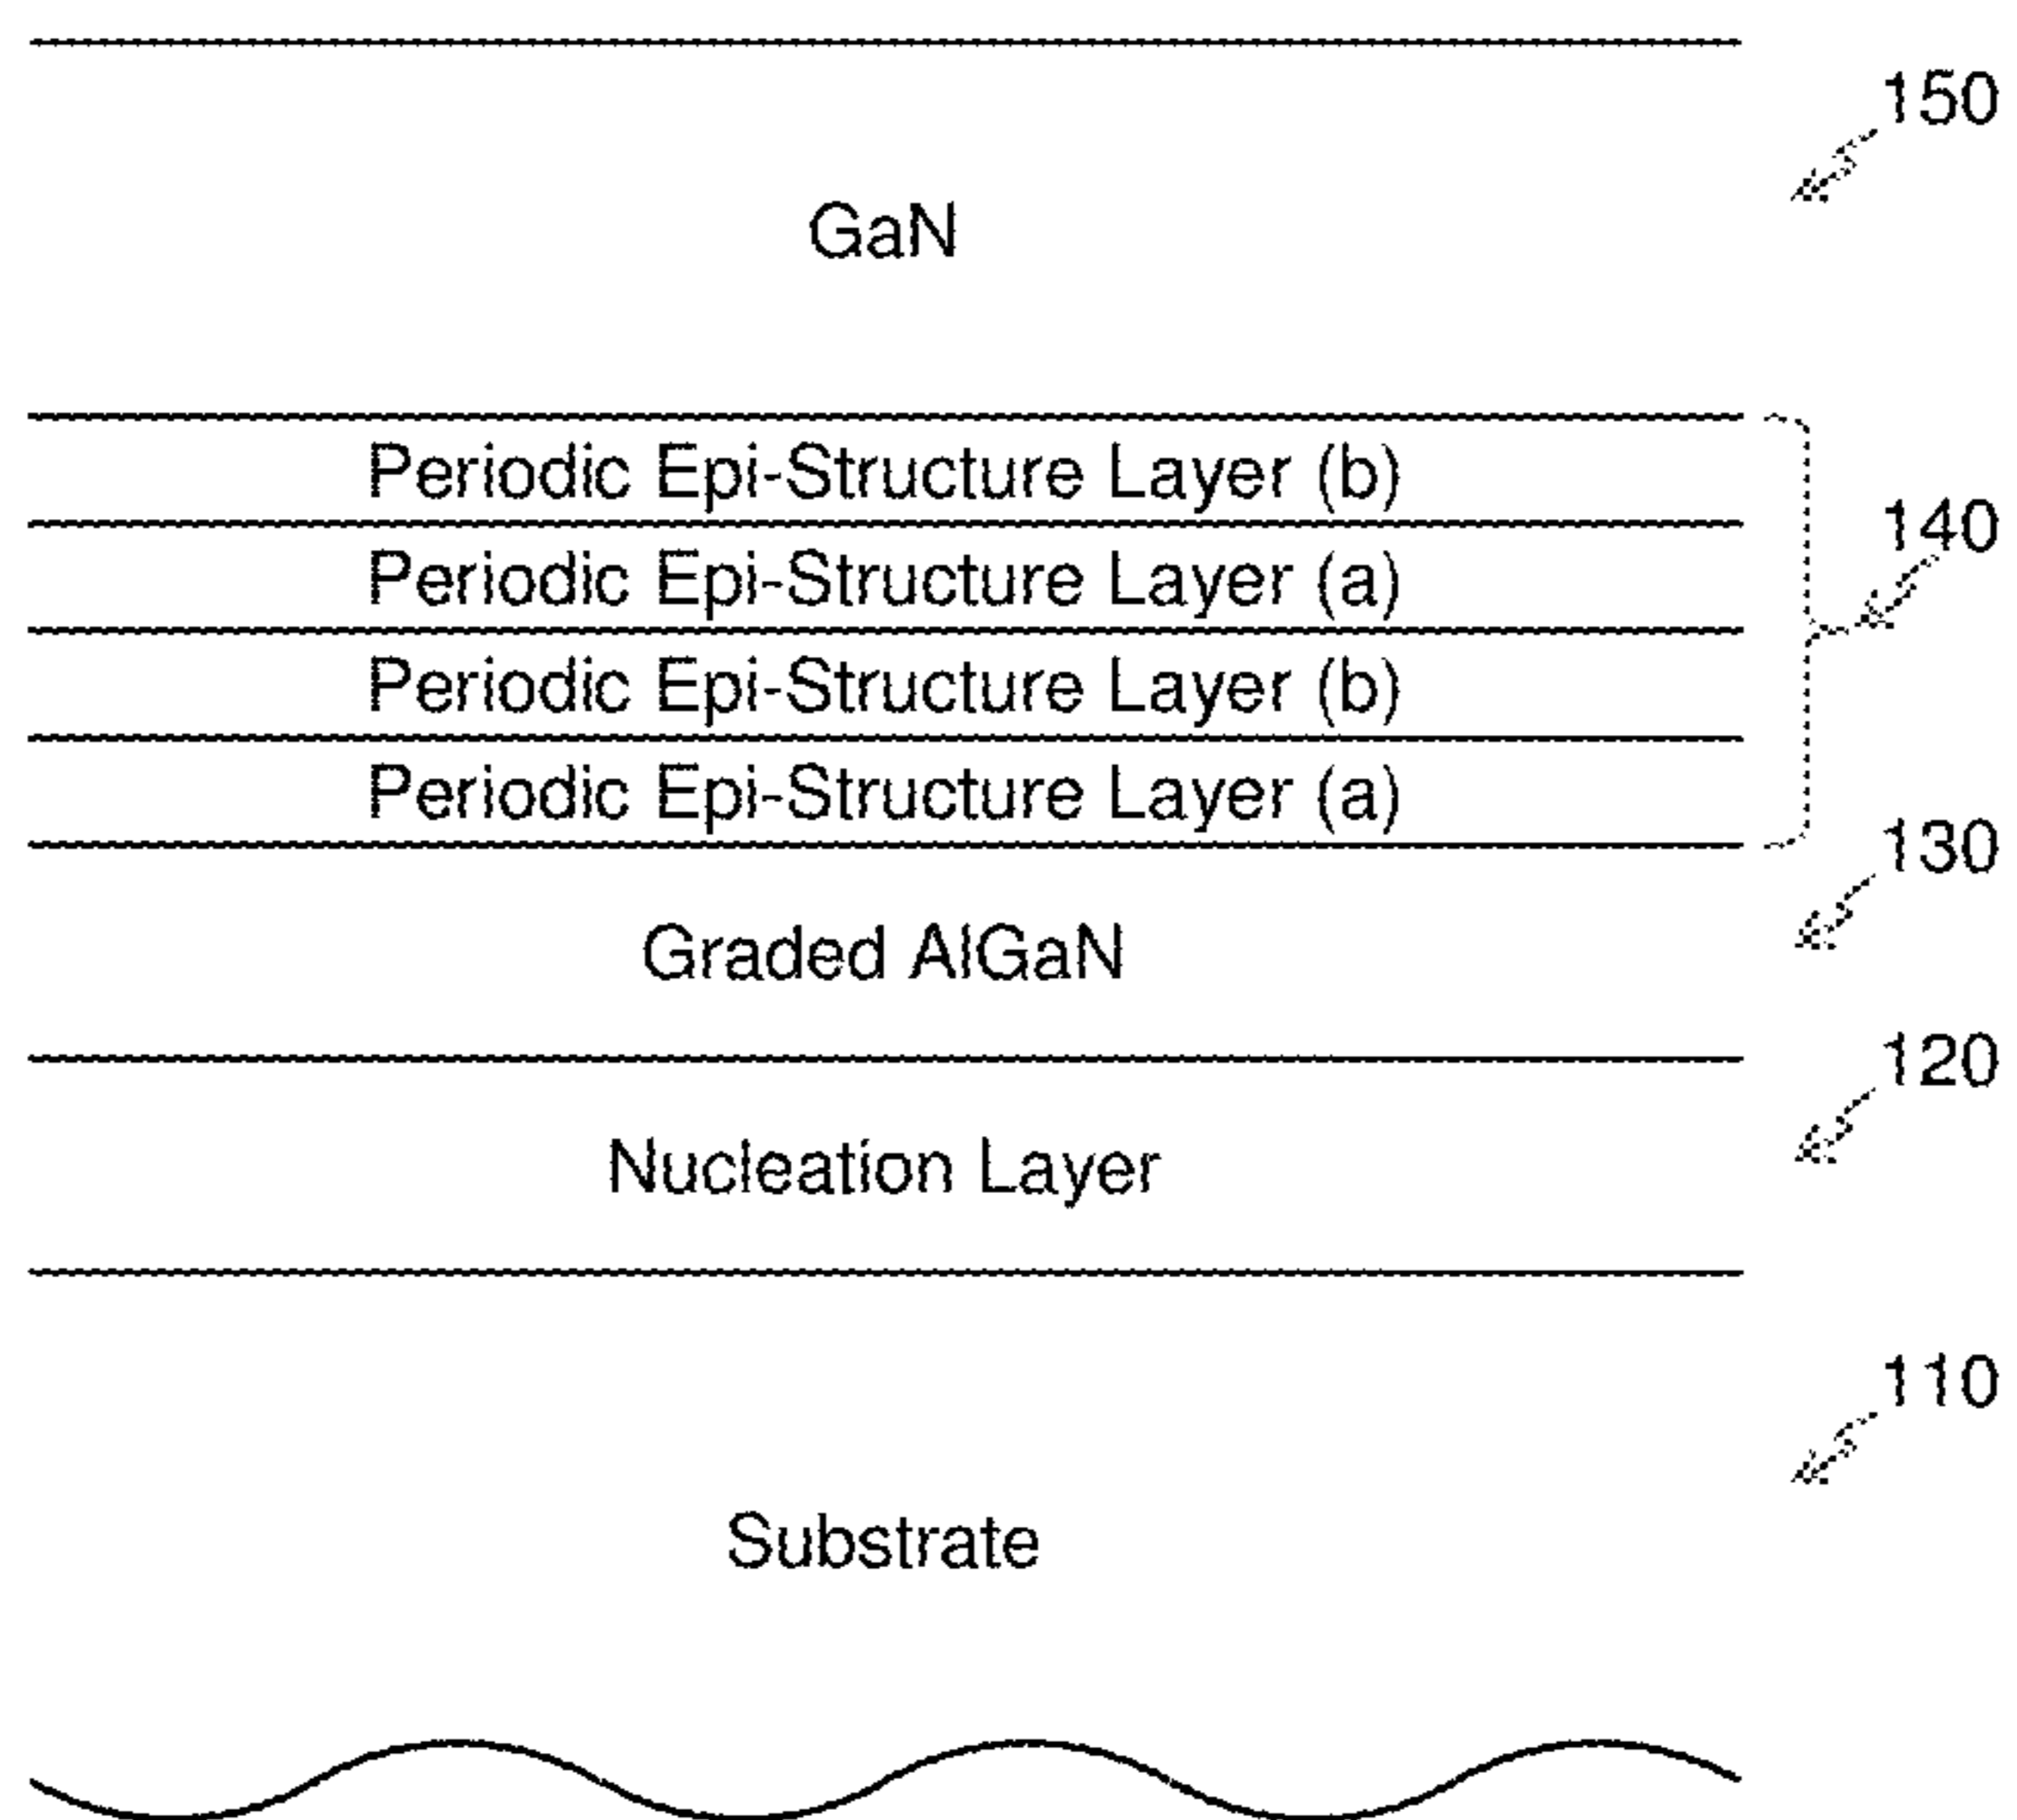 150
GaN
Periodic Epi-Structure Layer (b)
140
Periodic Epi-Structure Layer (a)
Periodic Epi-Structure Layer (b)
Periodic Epi-Structure Layer (a)
130
Graded AlGaN
120
Nucleation Layer
110
Substrate